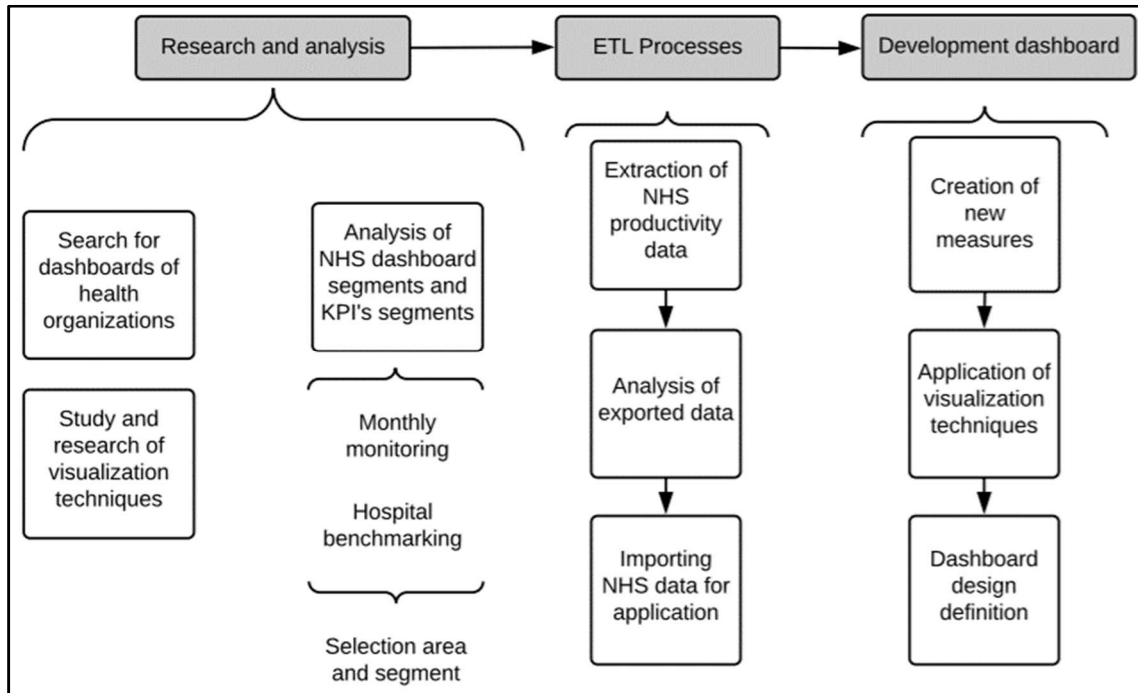 Research and analysis
ETL Processes
Development dashboard
Search for
dashboards of
health
organizations
Study and
research of
visualization
techniques
Analysis of
NHS dashboard
segments and
KPI's segments
Monthly
monitoring
Hospital
benchmarking
Selection area
and segment
Extraction of
NHS
productivity
data
Analysis of
exported data
Importing
NHS data for
application
Creation of
new
measures
Application of
visualization
techniques
Dashboard
design
definition